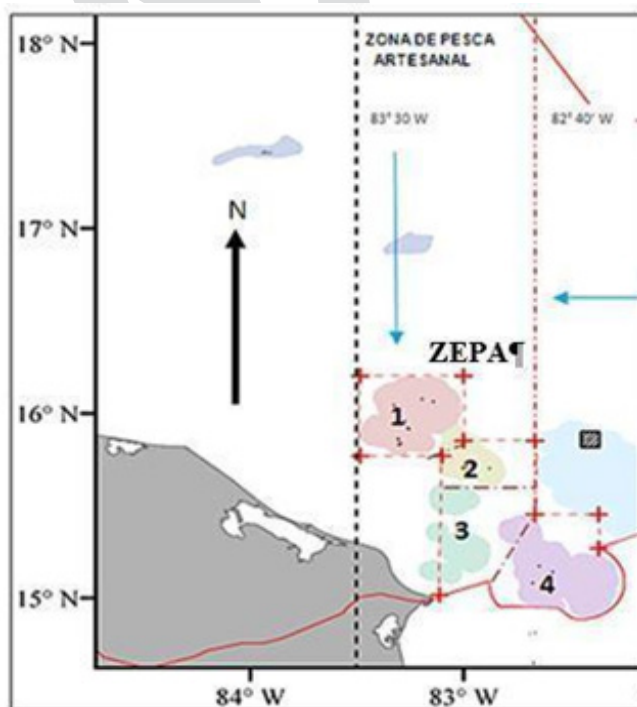 18° N
ZONA DE PESCA
ARTESANAL
83° 30 W
82° 40' W
17° N
N
ZEPA¶
16° N
1
2
3
15° N
4
84° W
83° W